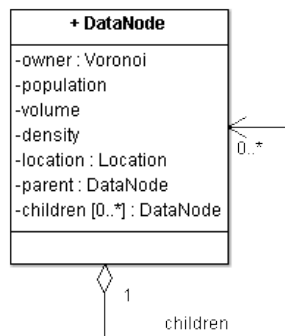 + DataNode
-owner : Voronoi
-population
-volume
-density
-location : Location
-parent : DataNode
-children [0..*] : DataNode
0..*
1
children